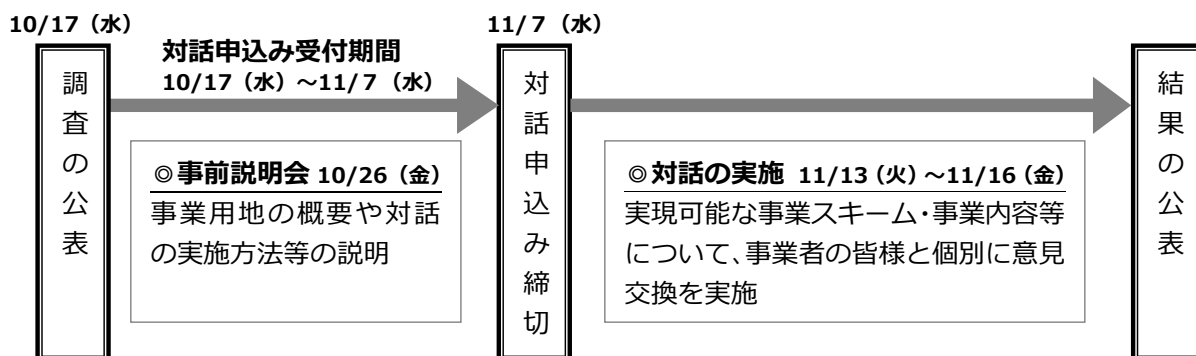 10/17（水）
調査の公表
対話申込み受付期間
10/17（水）～11/７（水）
◎事前説明会 10/26（金）
事業用地の概要や対話
の実施方法等の説明
11/７（水）
対話申込み締切
◎対話の実施 11/13（火）～11/16（金）
実現可能な事業スキーム・事業内容等
について、事業者の皆様と個別に意見
交換を実施
結果の公表